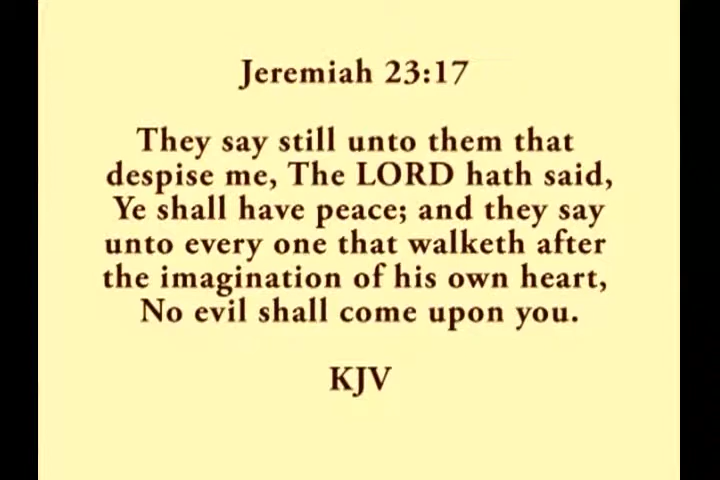 Jeremiah 23:17
They say still unto them that
despise me, The LORD hath said,
Ye shall have peace; and they say
unto every one that walketh after
the imagination of his own heart,
No evil shall come upon you.
KJV